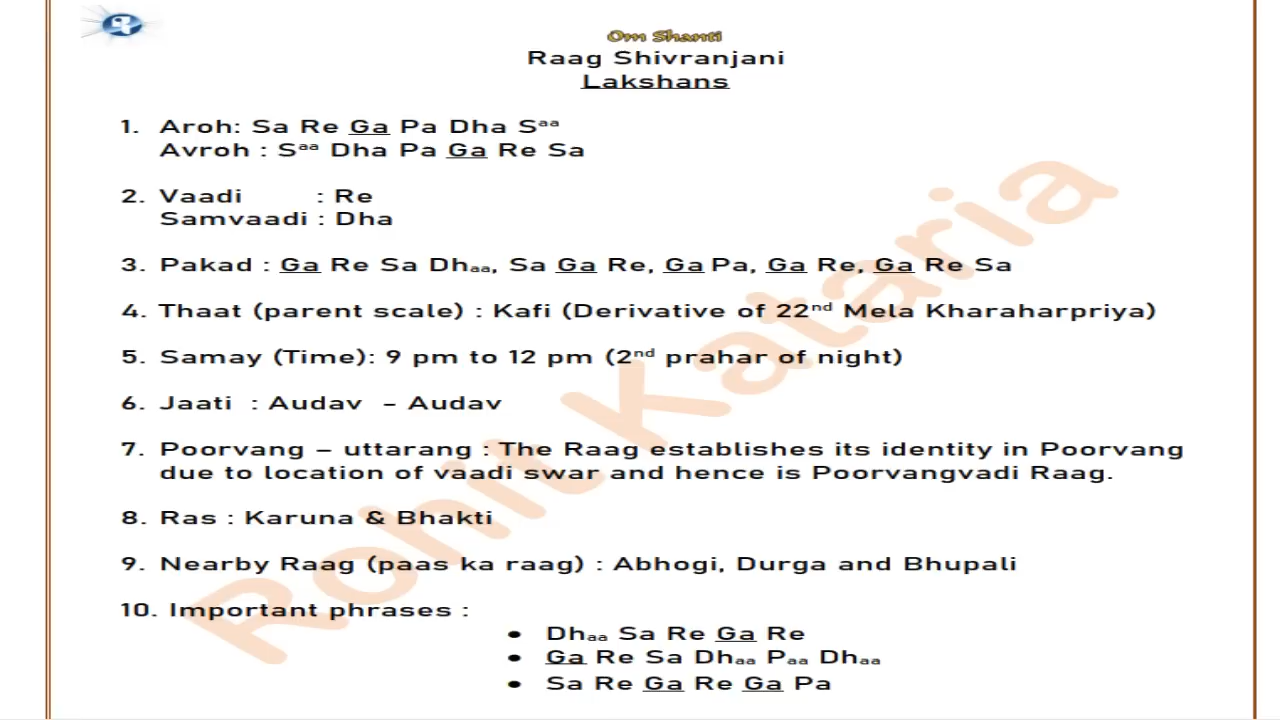 Om Shanti
Raag Shivranjani
Lakshans
1. Aroh: Sa Re Ga Pa Dha Sᵃᵃ
Avroh : Sᵃᵃ Dha Pa Ga Re Sa
2. Vaadi : Re
Samvaadi : Dha
3. Pakad : Ga Re Sa Dhₐₐ, Sa Ga Re, Ga Pa, Ga Re, Ga Re Sa
4. Thaat (parent scale) : Kafi (Derivative of 22ⁿᵈ Mela Kharaharpriya)
5. Samay (Time): 9 pm to 12 pm (2ⁿᵈ prahar of night)
6. Jaati : Audav – Audav
7. Poorvang – uttarang : The Raag establishes its identity in Poorvang
due to location of vaadi swar and hence is Poorvangvadi Raag.
8. Ras : Karuna & Bhakti
9. Nearby Raag (paas ka raag) : Abhogi, Durga and Bhupali
10. Important phrases :
• Dhₐₐ Sa Re Ga Re
• Ga Re Sa Dhₐₐ Pₐₐ Dhₐₐ
• Sa Re Ga Re Ga Pa
Rohit Kataria